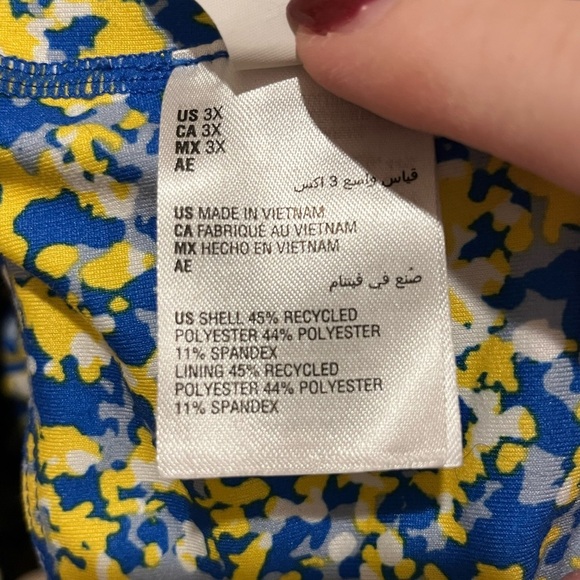 US 3X
CA 3X
MX 3X
AE
قياس واسع 3 اكس
US MADE IN VIETNAM
CA FABRIQUÉ AU VIETNAM
MX HECHO EN VIETNAM
AE
صُنع في فيتنام
US SHELL 45% RECYCLED
POLYESTER 44% POLYESTER
11% SPANDEX
LINING 45% RECYCLED
POLYESTER 44% POLYESTER
11% SPANDEX